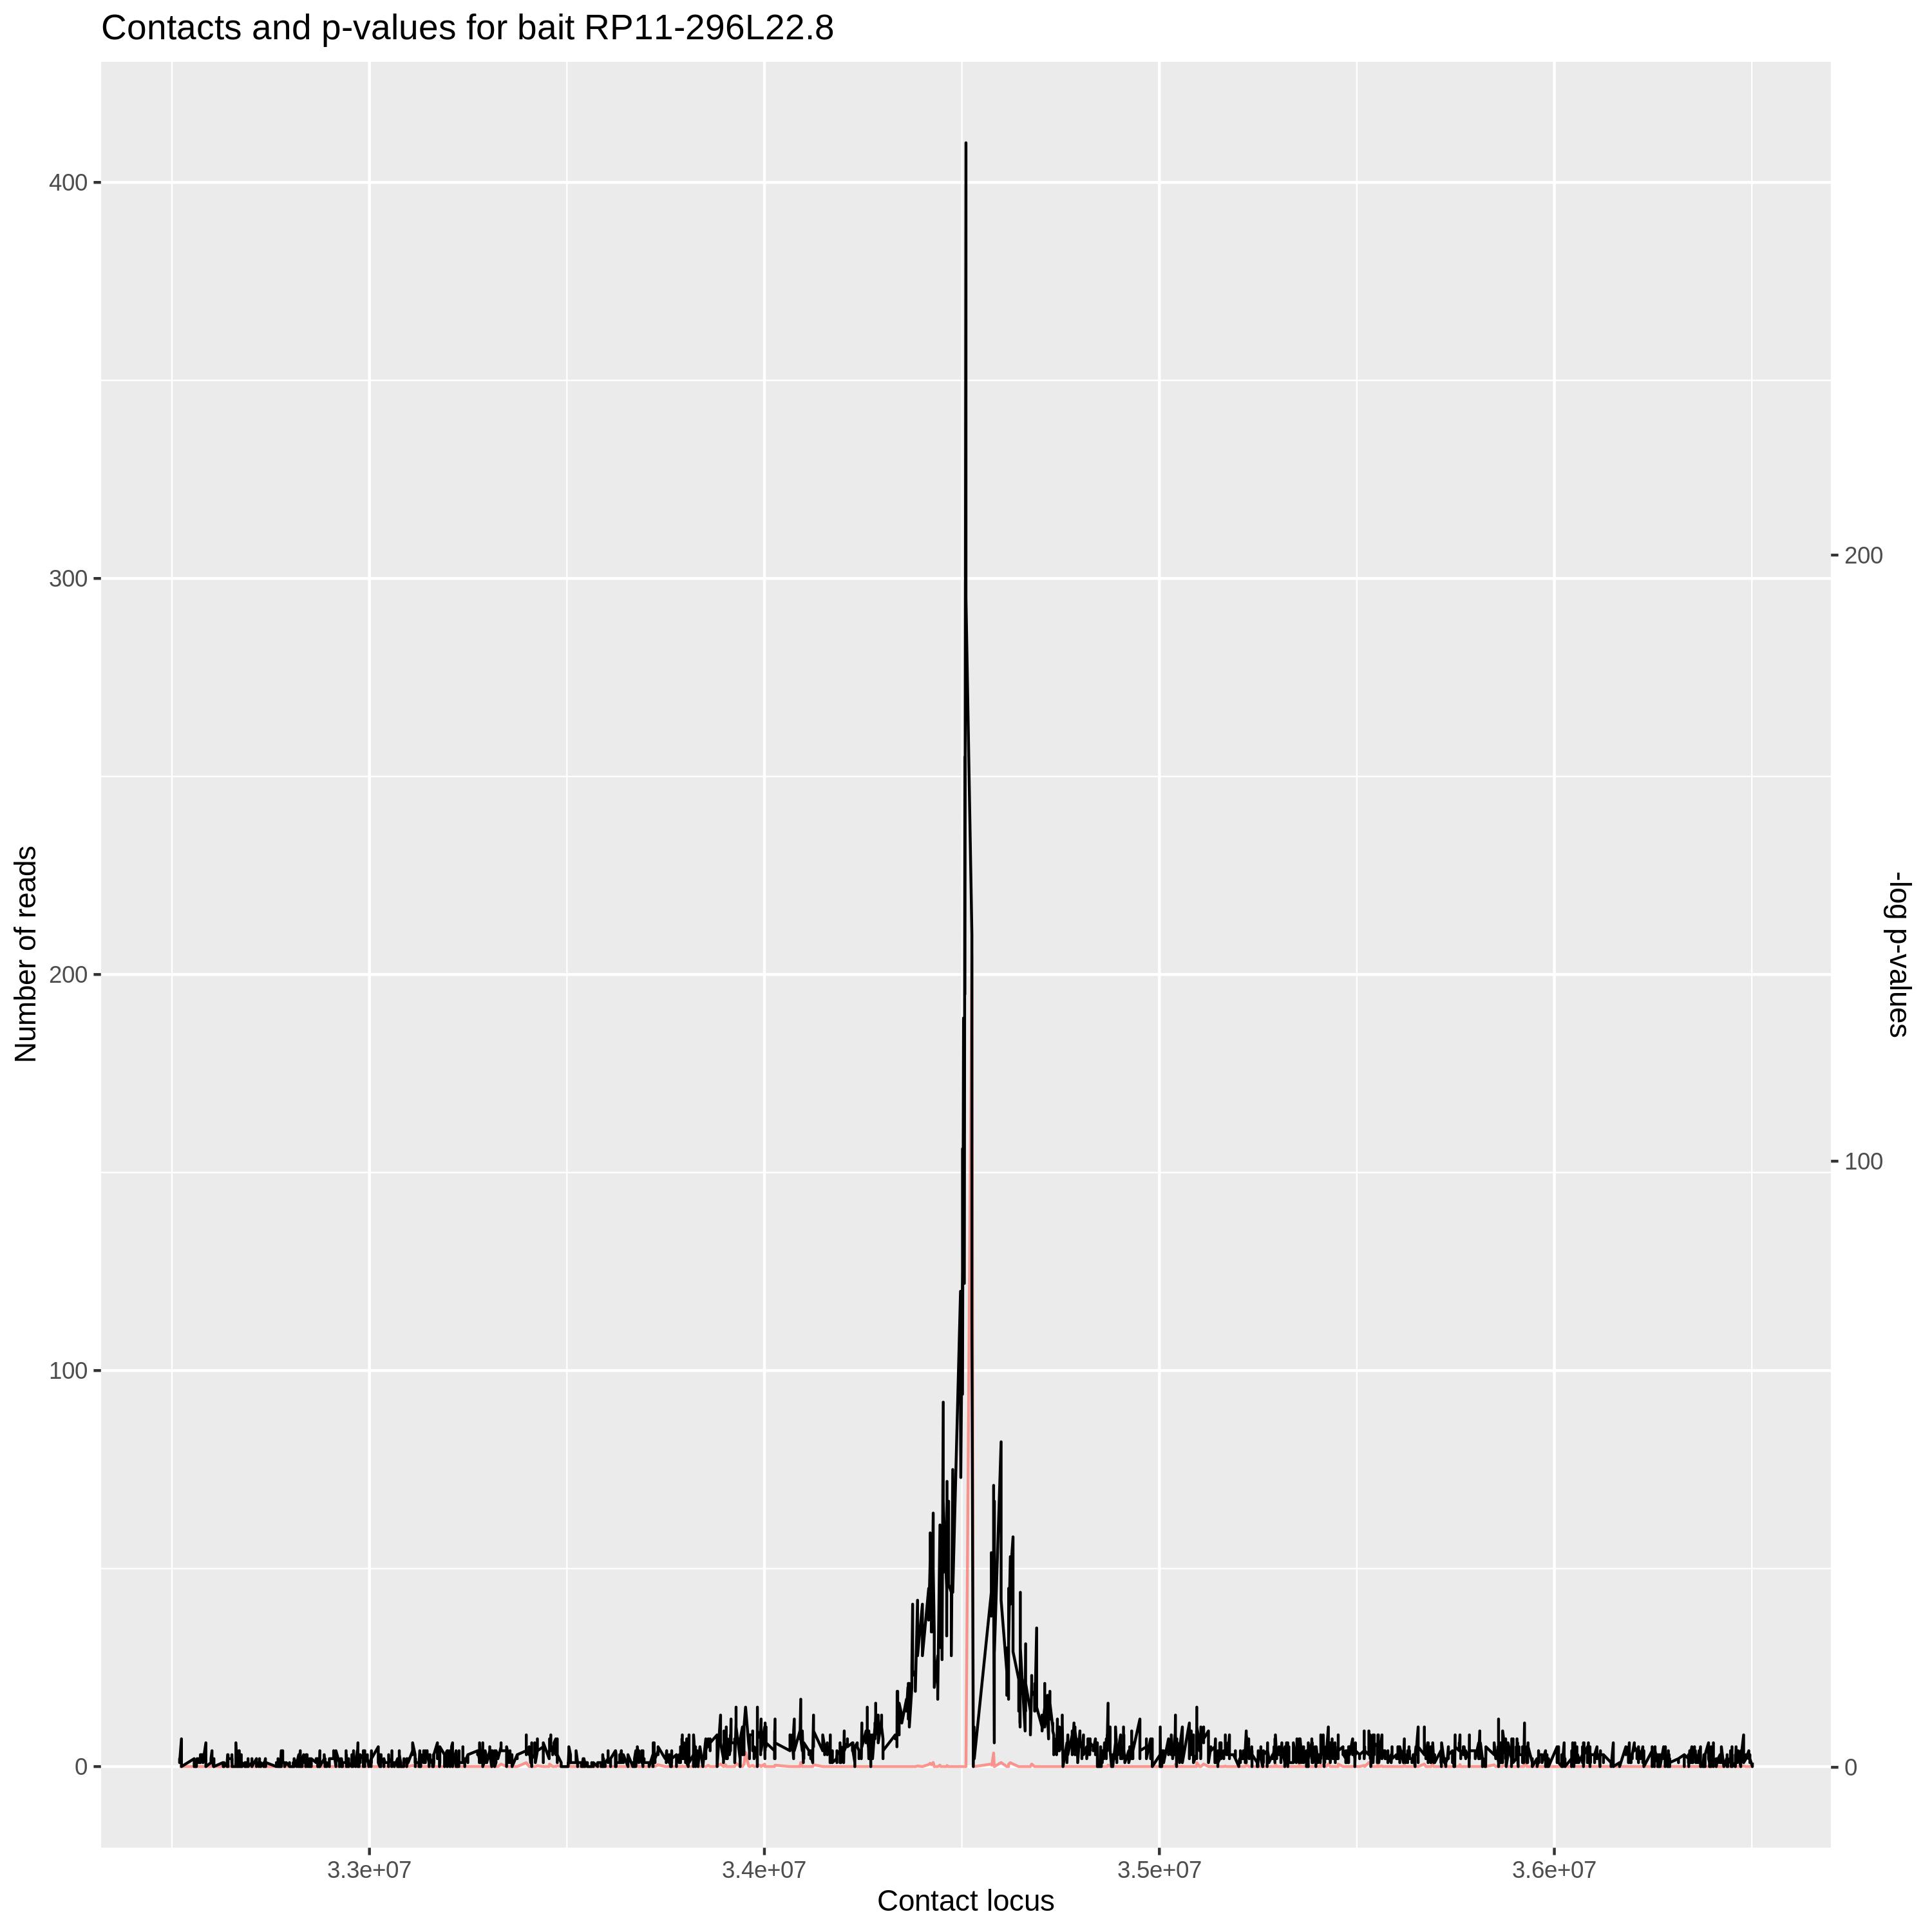 Contacts and p-values for bait RP11-296L22.8
400
300
200
100
0
Number of reads
200
100
0
-log p-values
3.3e+07
3.4e+07
3.5e+07
3.6e+07
Contact locus